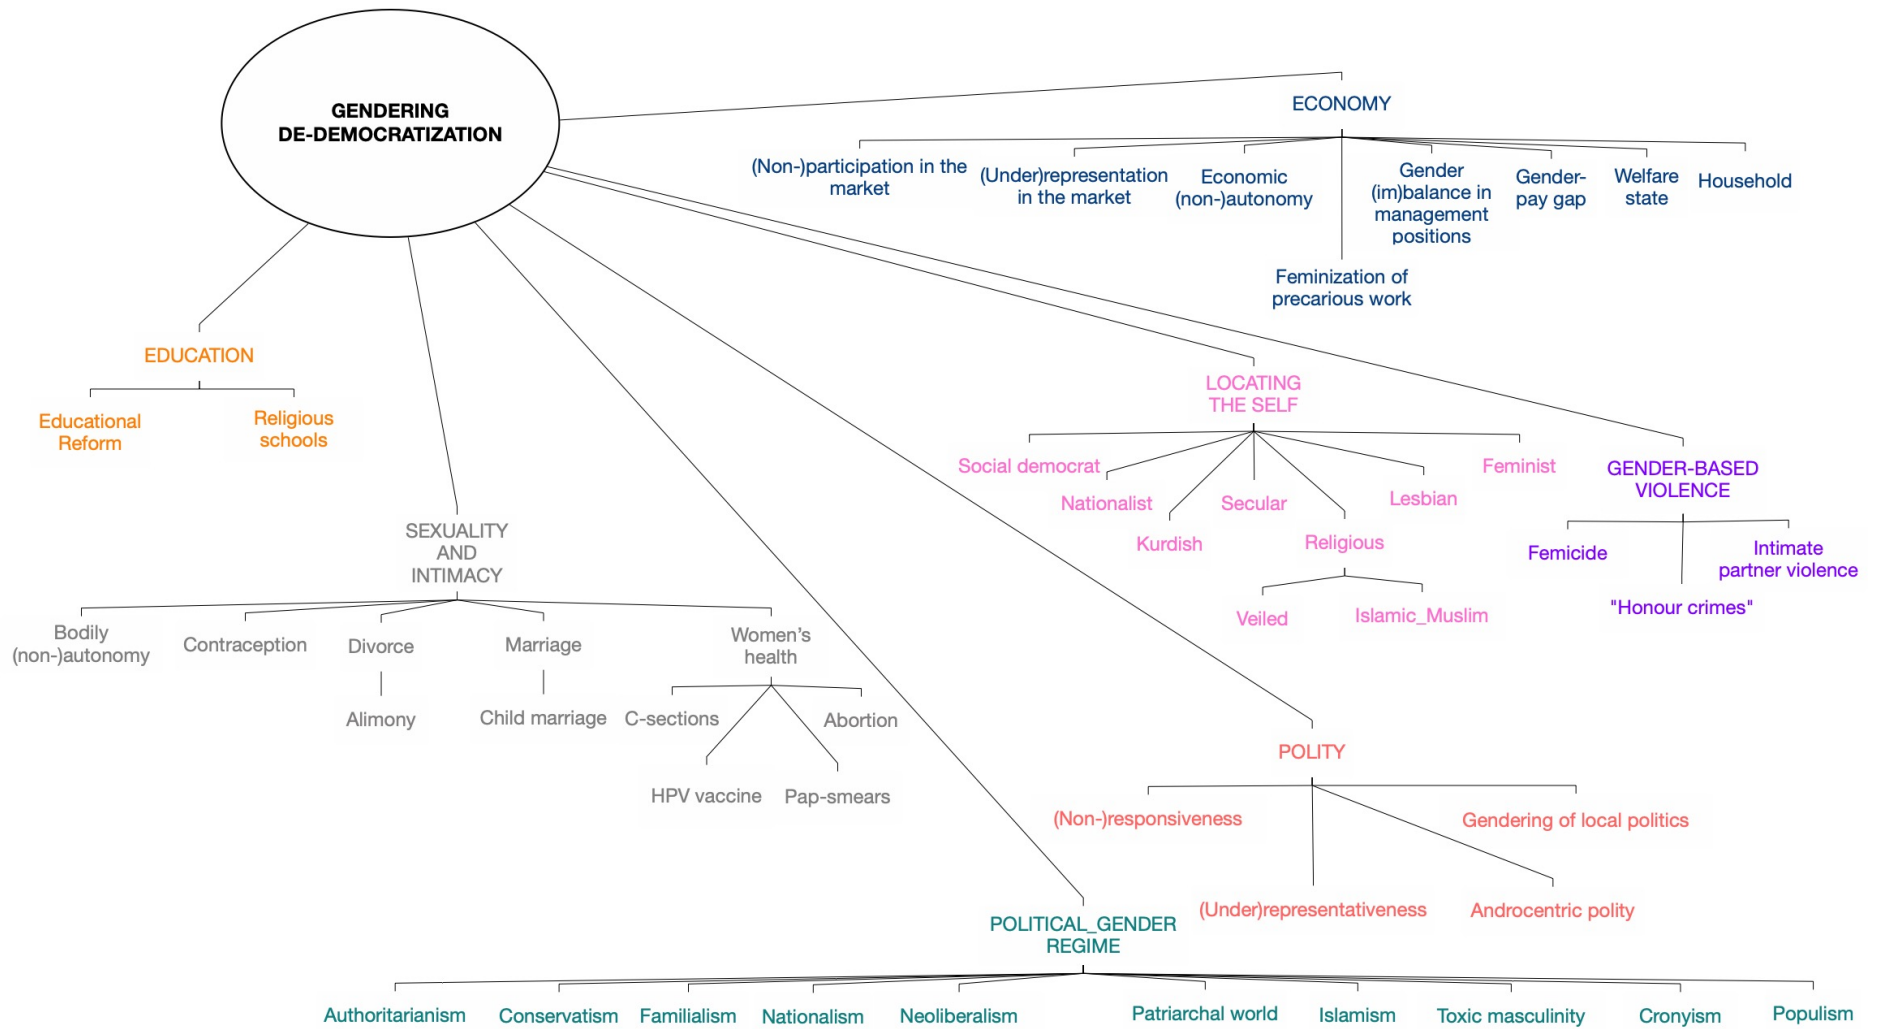 GENDERING
DE-DEMOCRATIZATION
ECONOMY
(Non-)participation in the
market
(Under)representation
in the market
Economic
(non-)autonomy
Gender
(im)balance in
management
positions
Gender-
pay gap
Welfare
state
Household
Feminization of
precarious work
EDUCATION
Educational
Reform
Religious
schools
LOCATING
THE SELF
Social democrat
Nationalist
Kurdish
Secular
Religious
Lesbian
Feminist
Veiled
Islamic_Muslim
GENDER-BASED
VIOLENCE
Femicide
"Honour crimes"
Intimate
partner violence
SEXUALITY
AND
INTIMACY
Bodily
(non-)autonomy
Contraception
Divorce
Marriage
Women’s
health
Alimony
Child marriage
C-sections
Abortion
HPV vaccine
Pap-smears
POLITY
(Non-)responsiveness
Gendering of local politics
(Under)representativeness
Androcentric polity
POLITICAL_GENDER
REGIME
Authoritarianism
Conservatism
Familialism
Nationalism
Neoliberalism
Patriarchal world
Islamism
Toxic masculinity
Cronyism
Populism